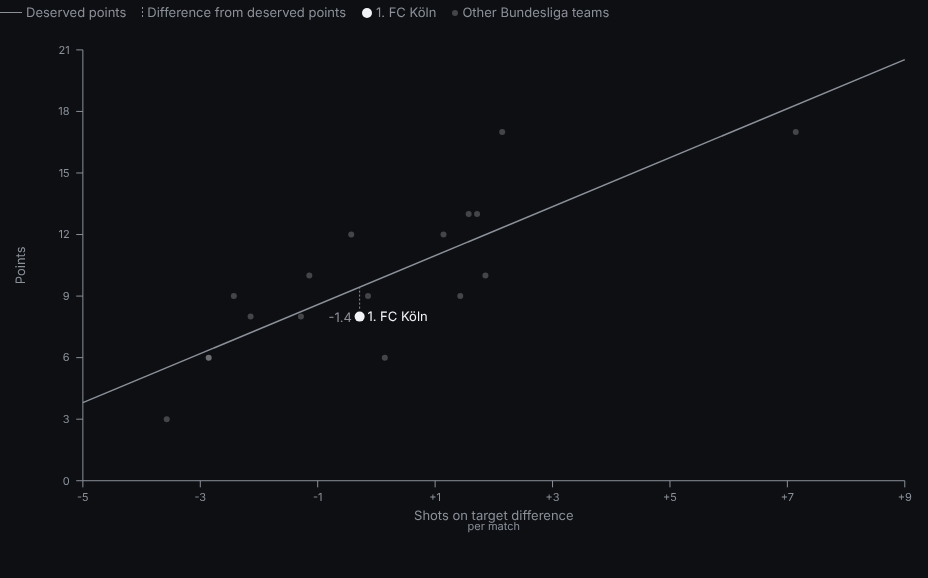 Deserved points Difference from deserved points 1. FC Köln Other Bundesliga teams
21
18
15
12
9
6
3
0
Points
-1.4 1. FC Köln
-5 -3 -1 +1 +3 +5 +7 +9
Shots on target difference
per match